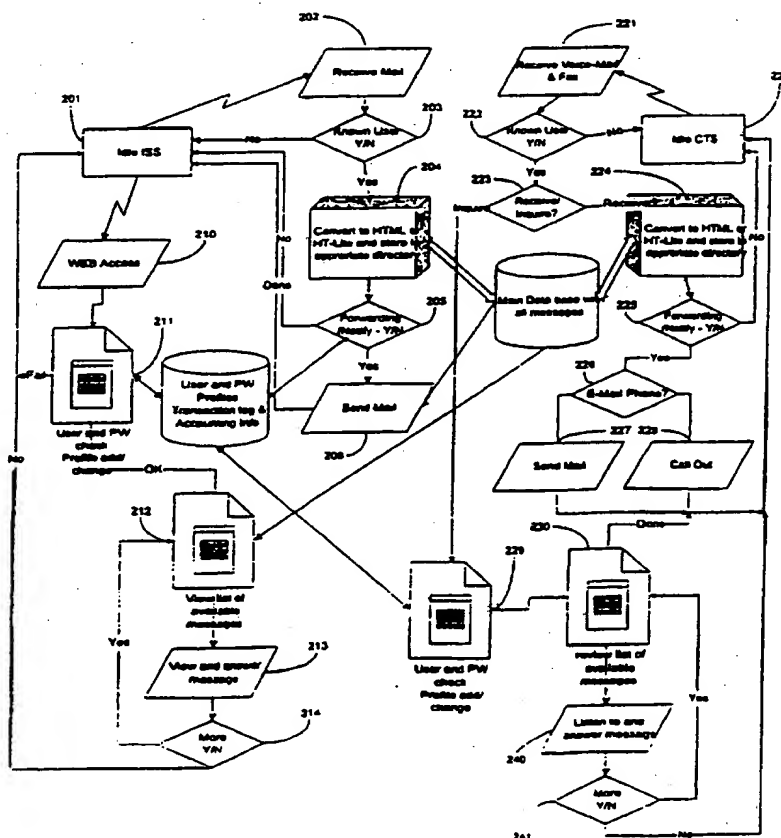 202
Receive Mail
201
Idle ISS
No
203
Known User
Y/N
Yes
204
Convert to HTML or
HT-Lite and store to
appropriate directory
No
Done
210
WEB Access
205
Forwarding
/Notify - Y/N
Yes
211
Fail
User and PW
check
Profile add/
change
User and PW
Profiles
Transaction log &
Accounting Info
Send Mail
206
No
OK
212
View list of
available
messages
Yes
213
View and answer
message
214
More
Y/N
221
Receive Voice-Mail
& Fax
222
Known User
Y/N
No
22
Idle CTS
Yes
223
Receive/
Inquire?
Inquire
Receive
224
Convert to HTML or
HT-Lite and store to
appropriate directory
No
Main Data base w/
all messages
225
Forwarding
/Notify - Y/N
Yes
226
E-Mail Phone?
227
228
Send Mail
Call Out
Done
229
230
User and PW
check
Profile add/
change
review list of
available
messages
Yes
Listen to and
answer message
240
More
Y/N
241
No